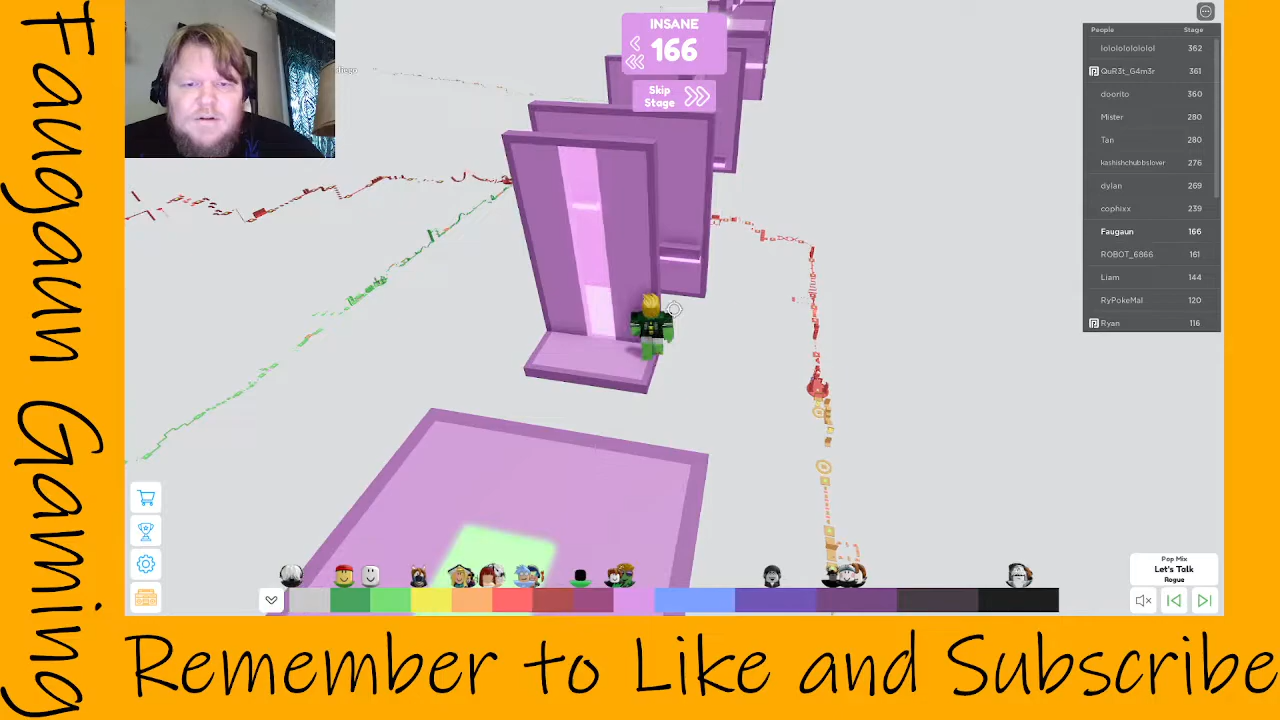 Faugaun Gaming
diego
INSANE
166
Skip
Stage
People Stage
lolololololol 362
QuR3t_G4m3r 361
doorito 360
Mister 280
Tan 280
kashishchubbslover 276
dylan 269
cophixx 239
Faugaun 166
ROBOT_6866 161
Liam 144
RyPokeMal 120
Ryan 116
Pop Mix
Let's Talk
Rogue
Remember to Like and Subscribe